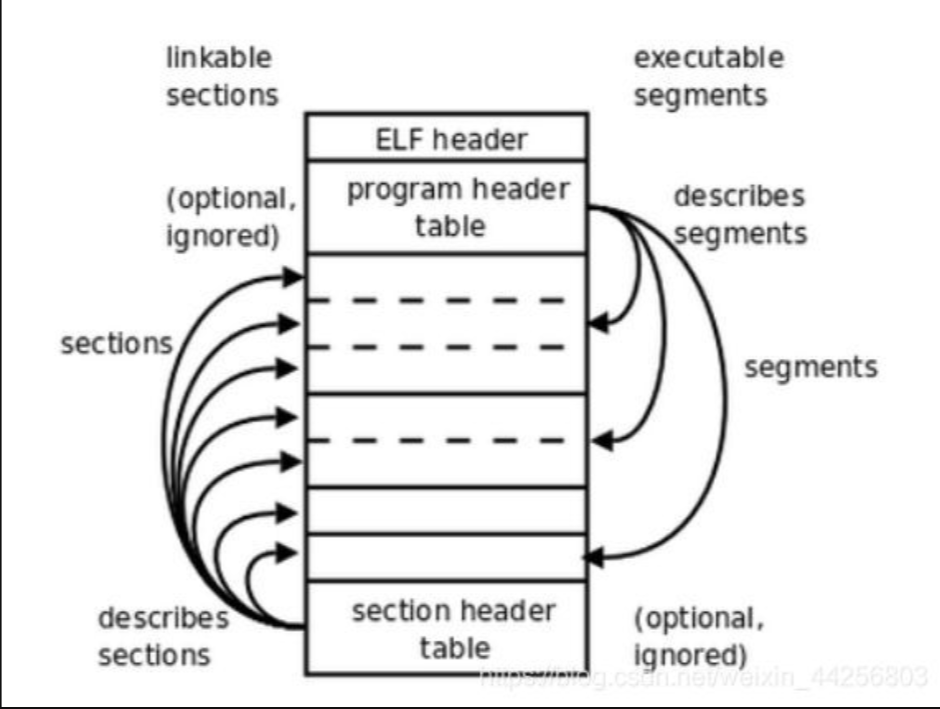 linkable
sections
executable
segments
ELF header
(optional,
ignored)
program header
table
describes
segments
sections
segments
describes
sections
section header
table
(optional,
ignored)
https://blog.csdn.net/weixin_44256803